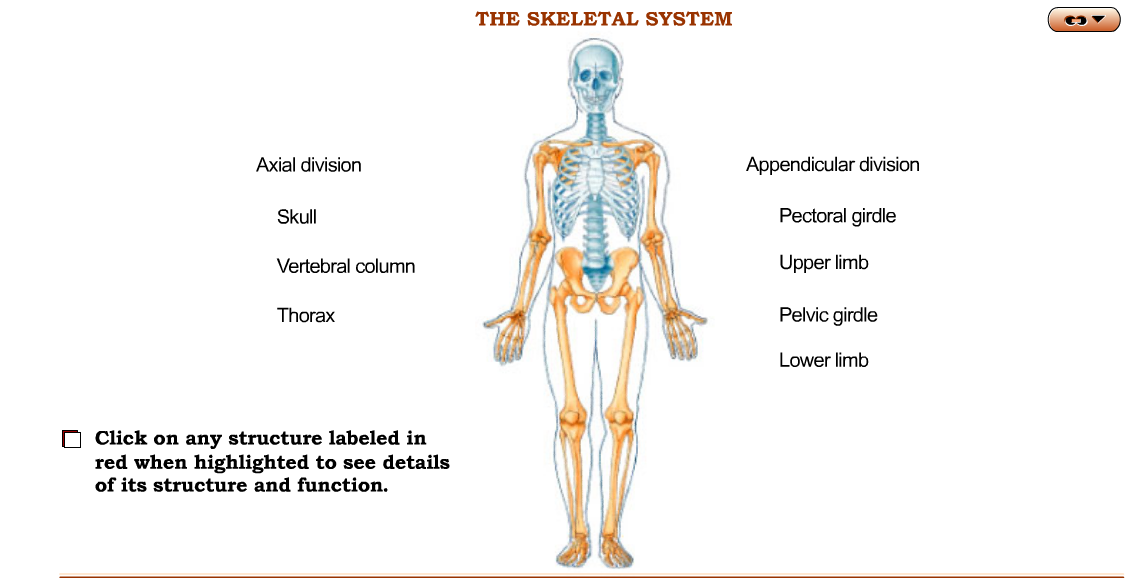 THE SKELETAL SYSTEM
Axial division
Skull
Vertebral column
Thorax
Appendicular division
Pectoral girdle
Upper limb
Pelvic girdle
Lower limb
Click on any structure labeled in
red when highlighted to see details
of its structure and function.